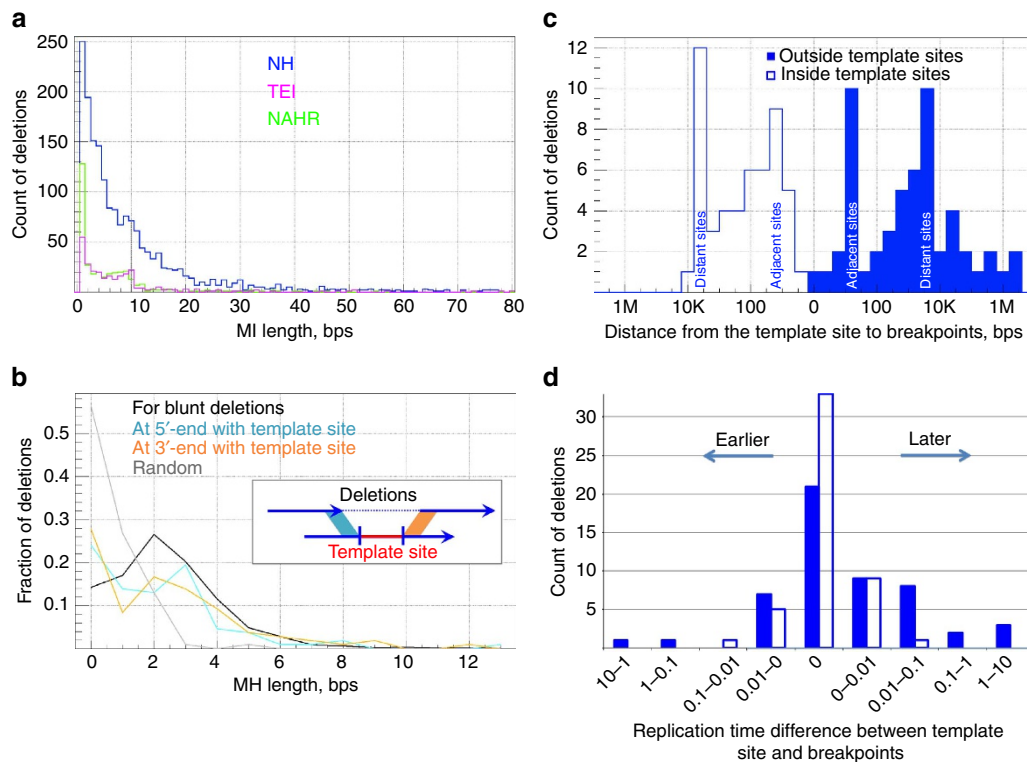 a
250
200
150
100
50
Count of deletions
NH
TEI
NAHR
0 10 20 30 40 50 60 70 80
MI length, bps
b
0.5
0.4
0.3
0.2
0.1
Fraction of deletions
For blunt deletions
At 5′-end with template site
At 3′-end with template site
Random
Deletions
Template site
0 2 4 6 8 10 12
MH length, bps
c
12
10
8
6
4
2
Count of deletions
Outside template sites
Inside template sites
Distant sites
Adjacent sites
Adjacent sites
Distant sites
1M 10K 100 0 100 10K 1M
Distance from the template site to breakpoints, bps
d
30
25
20
15
10
5
Count of deletions
Earlier
Later
10–1
1–0.1
0.1–0.01
0.01–0
0
0–0.01
0.01–0.1
0.1–1
1–10
Replication time difference between template
site and breakpoints